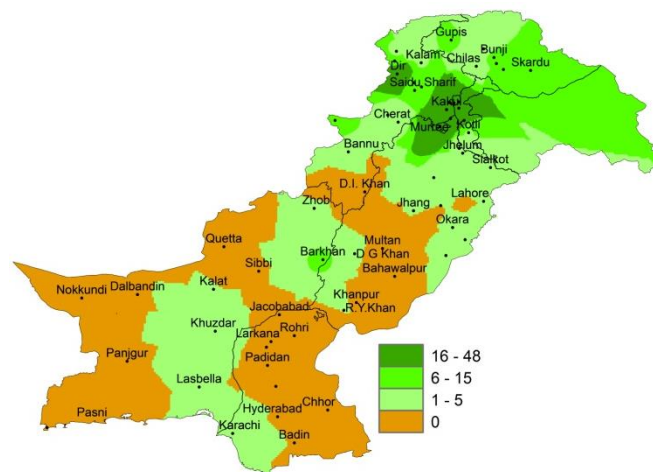 Gupis
Kalam
Chilas
Bunji
Skardu
Dir
Saidu Sharif
Cherat
Kotli
Bannu
Jhelum
Sialkot
D.I. Khan
Zhob
Jhang
Lahore
Okara
Quetta
Multan
Barkhan
D G Khan
Sibbi
Bahawalpur
Nokkundi
Dalbandin
Kalat
Khanpur
R.Y.Khan
Jacobabad
Khuzdar
Larkana
Rohri
Panjgur
Padidan
Lasbella
Pasni
Hyderabad
Chhor
Karachi
Badin
16 - 48
6 - 15
1 - 5
0